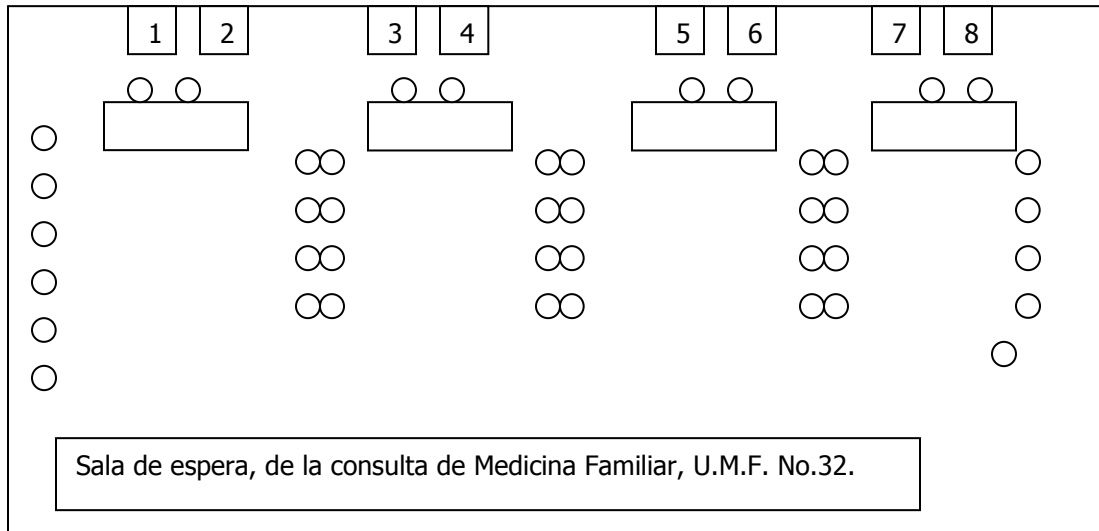 1 2 3 4 5 6 7 8
Sala de espera, de la consulta de Medicina Familiar, U.M.F. No.32.